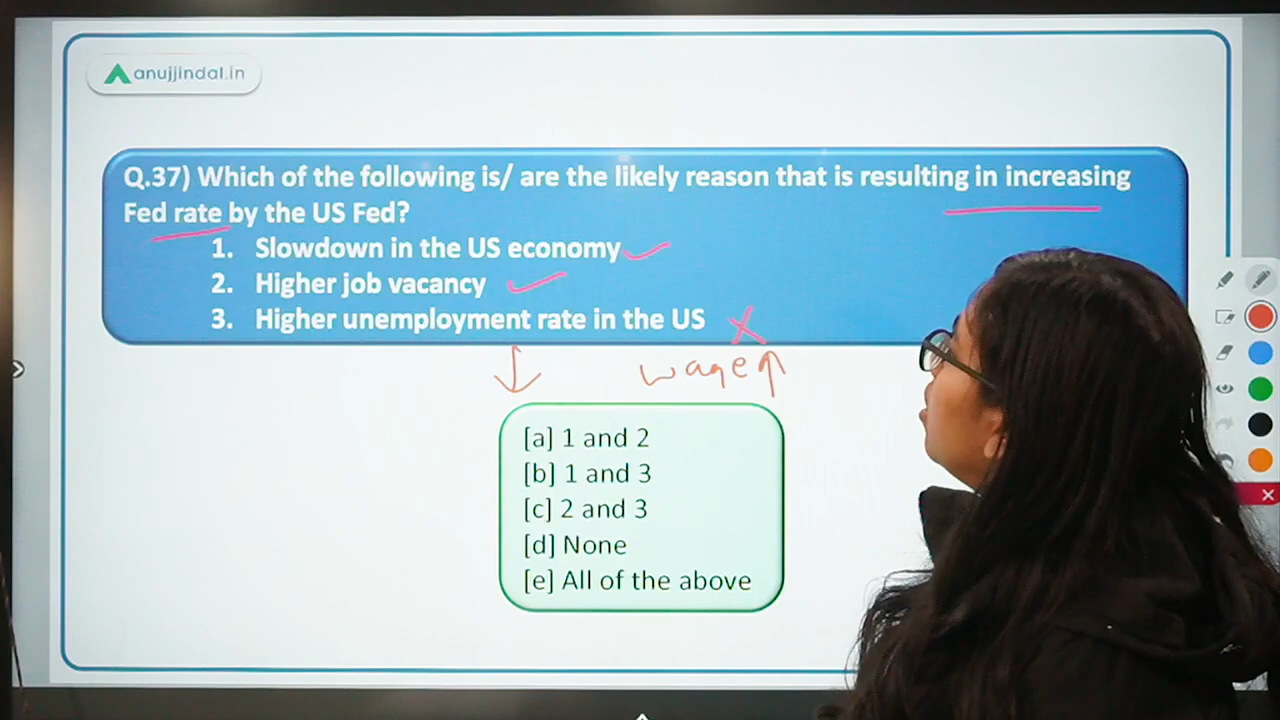 anujjindal.in
Q.37) Which of the following is/ are the likely reason that is resulting in increasing
Fed rate by the US Fed?
1. Slowdown in the US economy
2. Higher job vacancy
3. Higher unemployment rate in the US
wage
[a] 1 and 2
[b] 1 and 3
[c] 2 and 3
[d] None
[e] All of the above